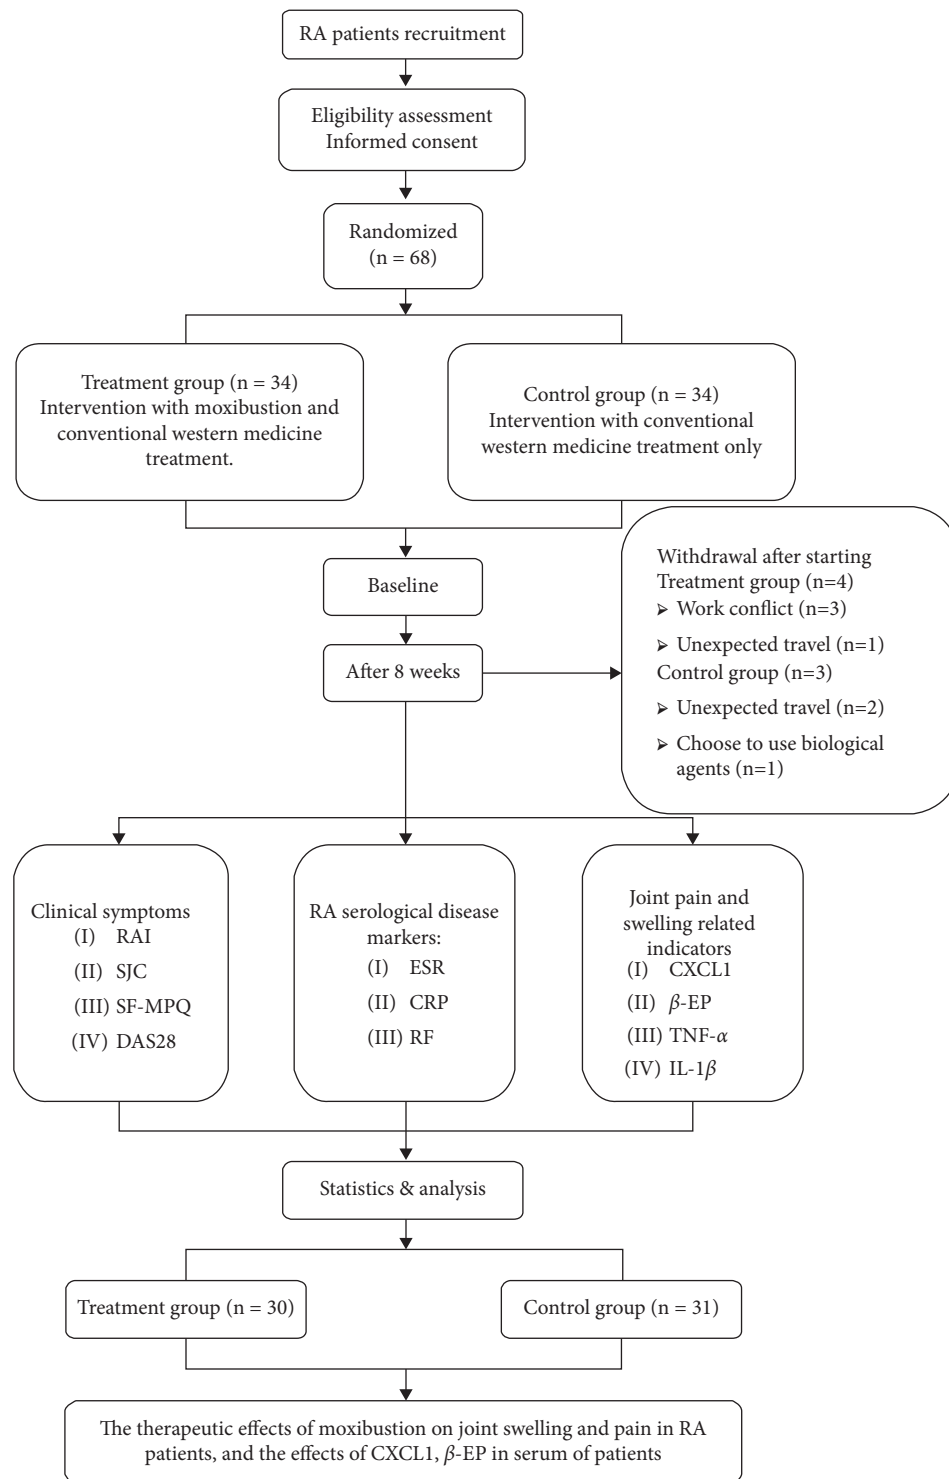 RA patients recruitment
Eligibility assessment
Informed consent
Randomized
(n = 68)
Treatment group (n = 34)
Intervention with moxibustion and
conventional western medicine
treatment.
Control group (n = 34)
Intervention with conventional
western medicine treatment only
Baseline
After 8 weeks
Withdrawal after starting
Treatment group (n=4)
➢ Work conflict (n=3)
➢ Unexpected travel (n=1)
Control group (n=3)
➢ Unexpected travel (n=2)
➢ Choose to use biological
agents (n=1)
Clinical symptoms
(I) RAI
(II) SJC
(III) SF-MPQ
(IV) DAS28
RA serological disease
markers:
(I) ESR
(II) CRP
(III) RF
Joint pain and
swelling related
indicators
(I) CXCL1
(II) β-EP
(III) TNF-α
(IV) IL-1β
Statistics & analysis
Treatment group (n = 30)
Control group (n = 31)
The therapeutic effects of moxibustion on joint swelling and pain in RA
patients, and the effects of CXCL1, β-EP in serum of patients